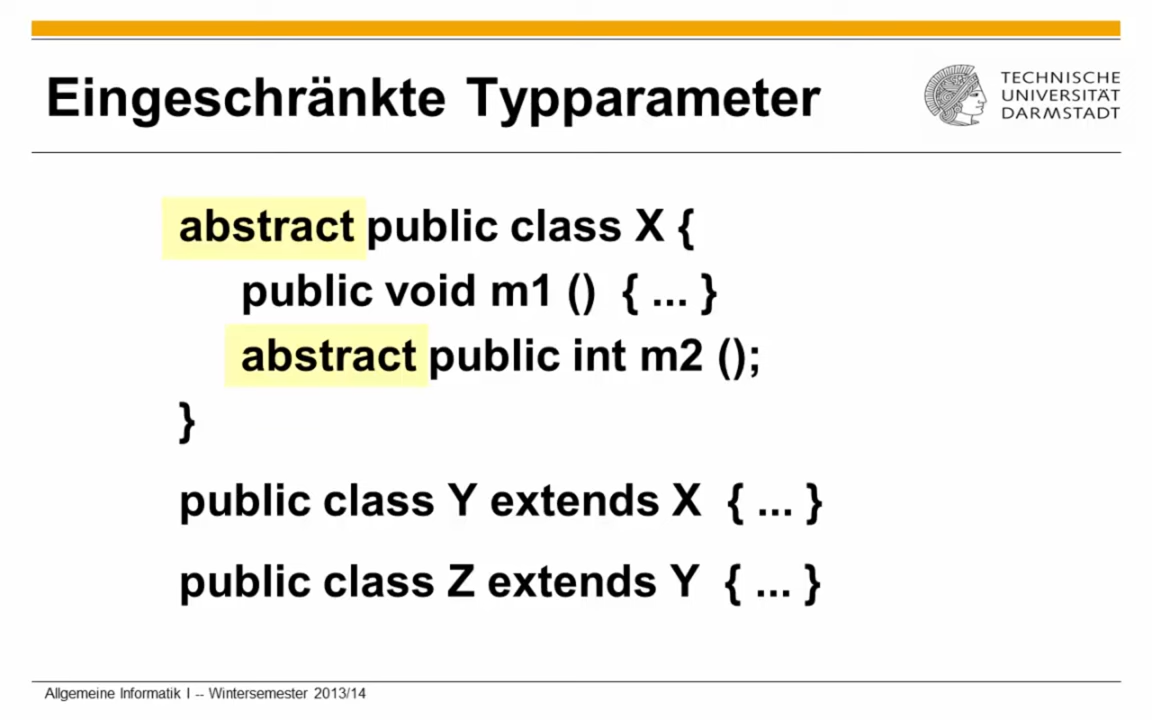 Eingeschränkte Typparameter
TECHNISCHE
UNIVERSITÄT
DARMSTADT
abstract public class X {
public void m1 () { ... }
abstract public int m2 ();
}
public class Y extends X { ... }
public class Z extends Y { ... }
Allgemeine Informatik I -- Wintersemester 2013/14